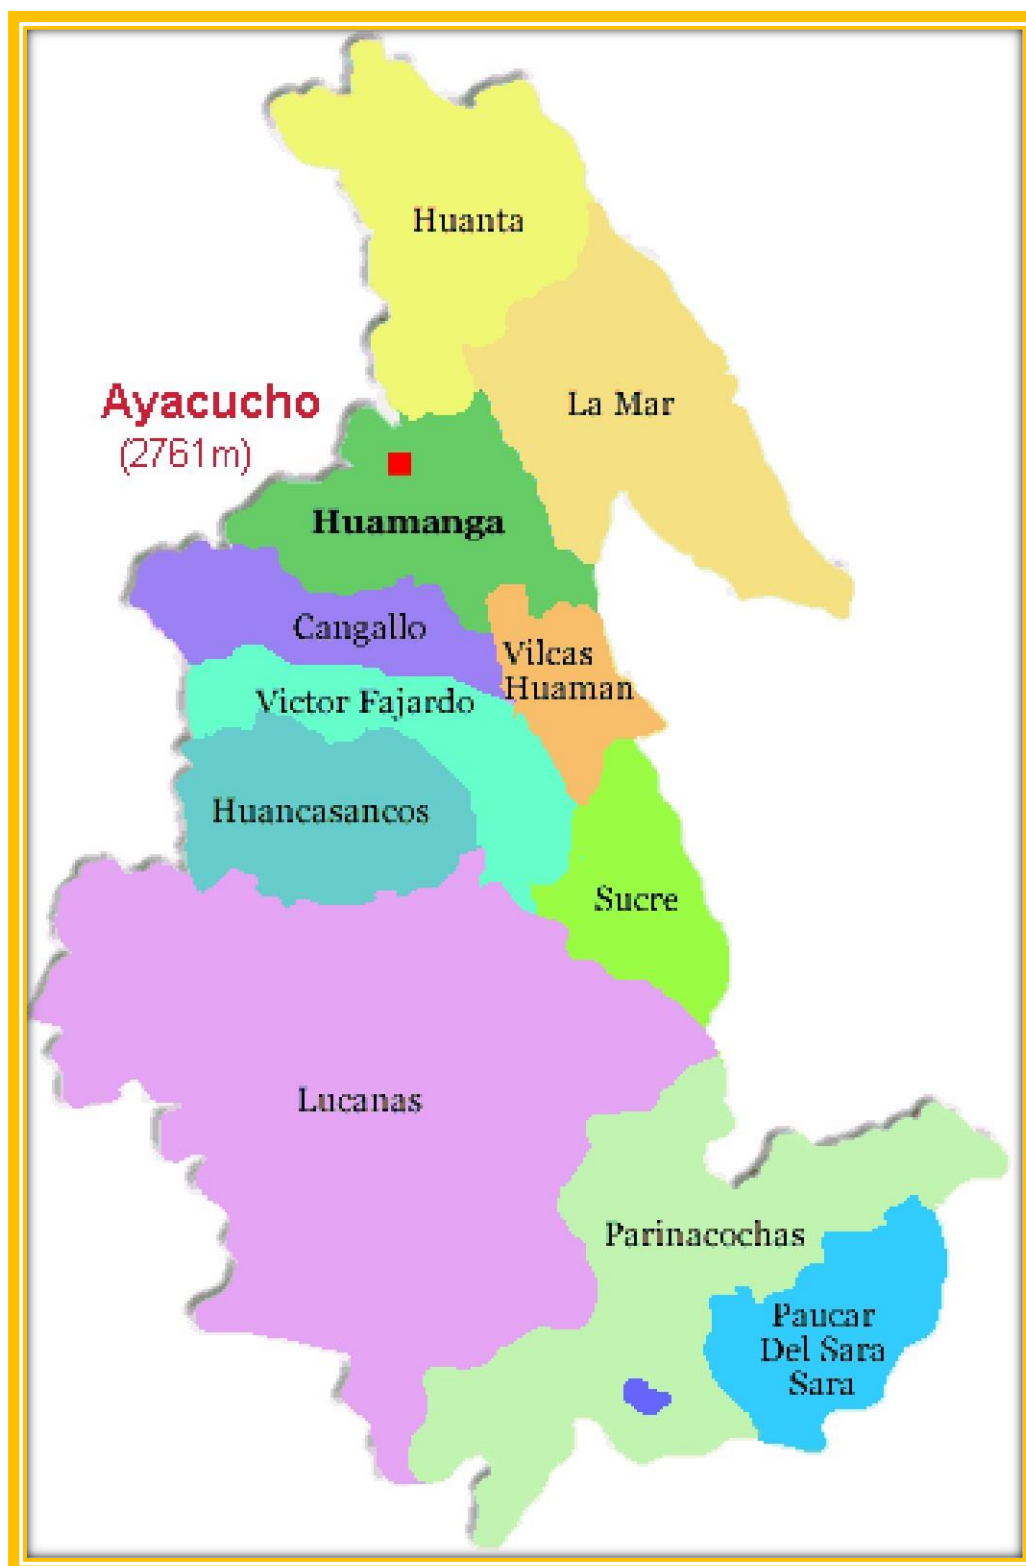 Huanta
La Mar
Ayacucho
(2761m)
Huamanga
Cangallo
Vilcas
Huaman
Victor Fajardo
Huancasancos
Sucre
Lucanas
Parinacochas
Paucar
Del Sara
Sara